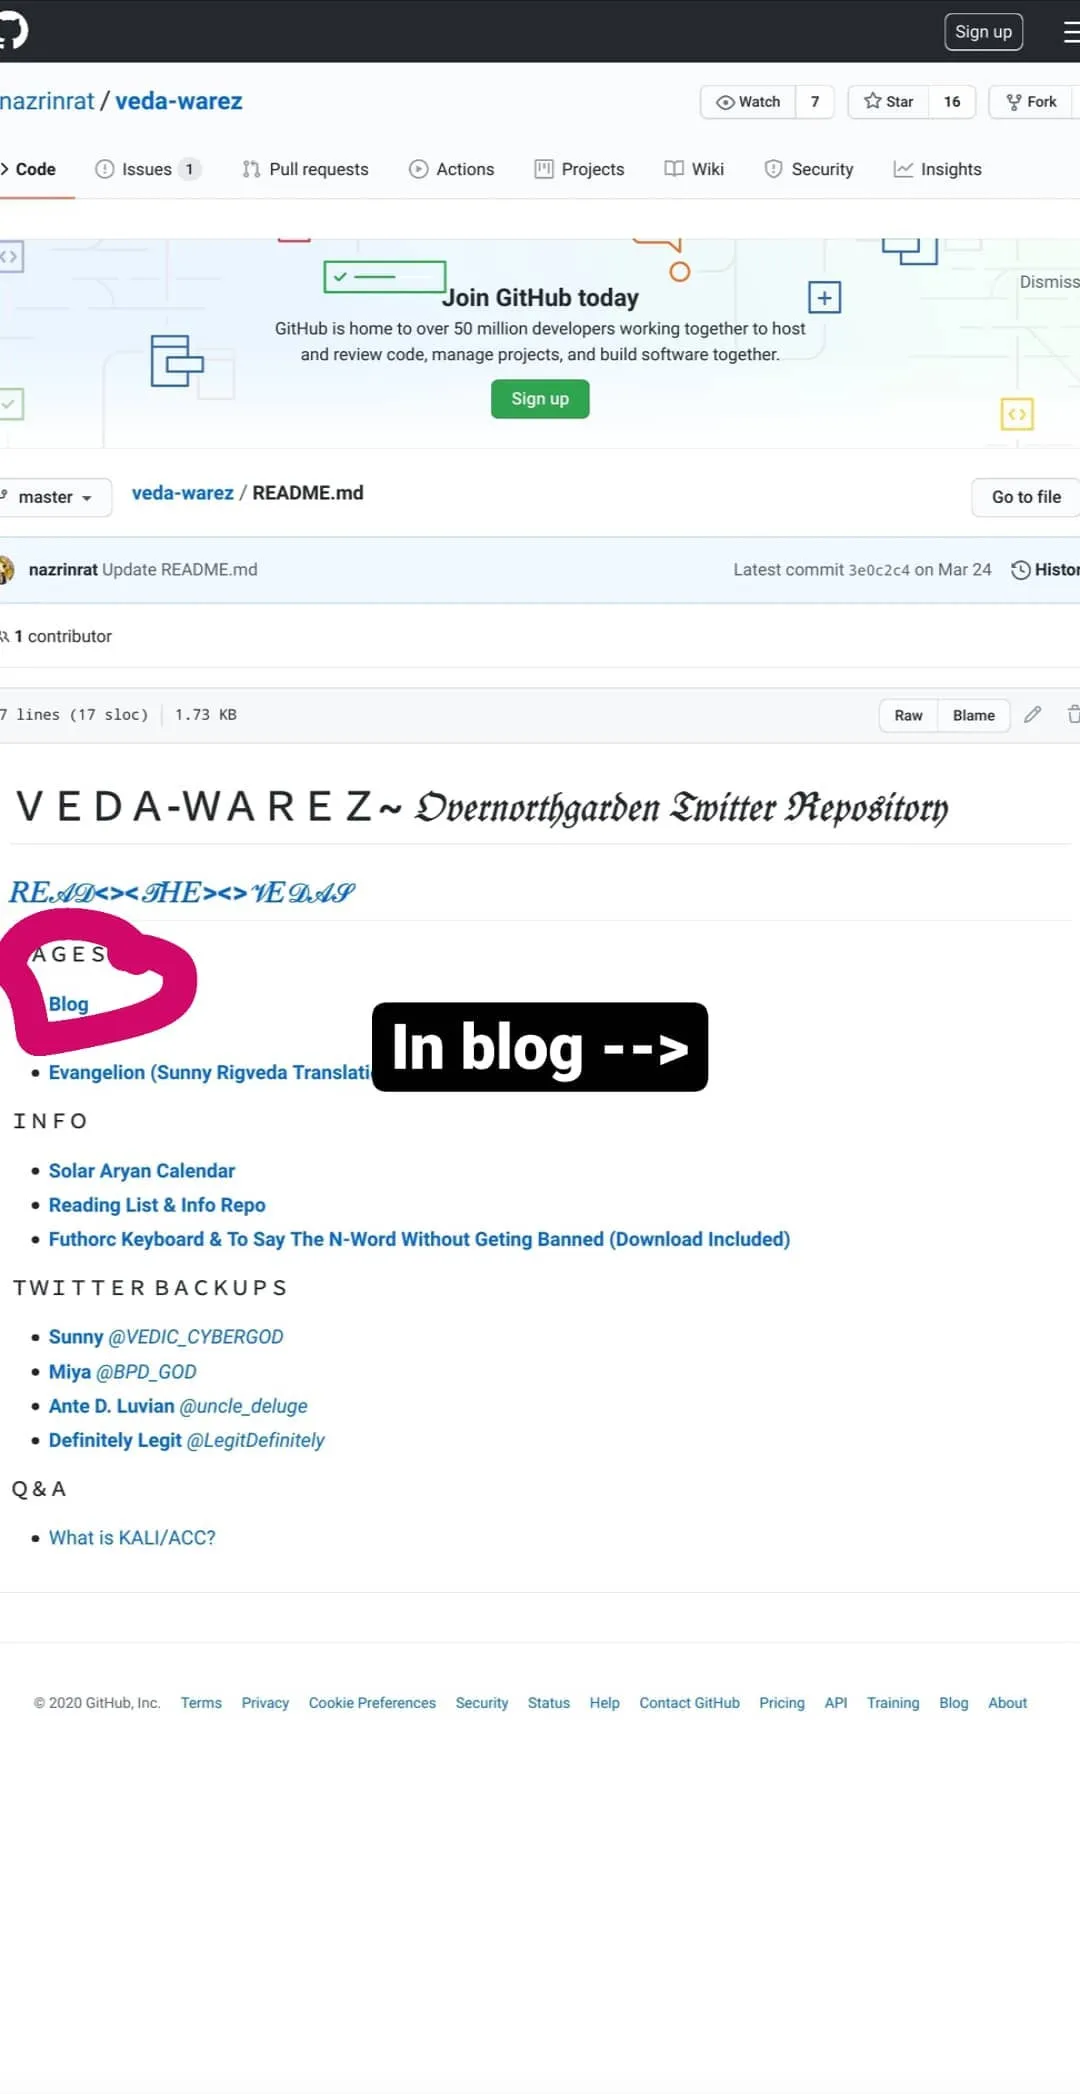 Sign up
nazrinrat / veda-warez
Watch 7 Star 16 Fork
Code Issues 1 Pull requests Actions Projects Wiki Security Insights
Dismiss
Join GitHub today
GitHub is home to over 50 million developers working together to host
and review code, manage projects, and build software together.
Sign up
master veda-warez / README.md Go to file
nazrinrat Update README.md Latest commit 3e0c2c4 on Mar 24 Histor
1 contributor
7 lines (17 sloc) 1.73 KB Raw Blame
V E D A-W A R E Z ~ 𝕺𝖛𝖊𝖗𝖓𝖔𝖗𝖙𝖍𝖌𝖆𝖗𝖉𝖊𝖓 𝕿𝖜𝖎𝖙𝖙𝖊𝖗 𝕽𝖊𝖕𝖔𝖘𝖎𝖙𝖔𝖗𝖞
READ<><THE><>VEDAS
AGES
Blog
In blog -->
• Evangelion (Sunny Rigveda Translati
INFO
• Solar Aryan Calendar
• Reading List & Info Repo
• Futhorc Keyboard & To Say The N-Word Without Geting Banned (Download Included)
TWITTER BACKUPS
• Sunny @VEDIC_CYBERGOD
• Miya @BPD_GOD
• Ante D. Luvian @uncle_deluge
• Definitely Legit @LegitDefinitely
Q&A
• What is KALI/ACC?
© 2020 GitHub, Inc. Terms Privacy Cookie Preferences Security Status Help Contact GitHub Pricing API Training Blog About